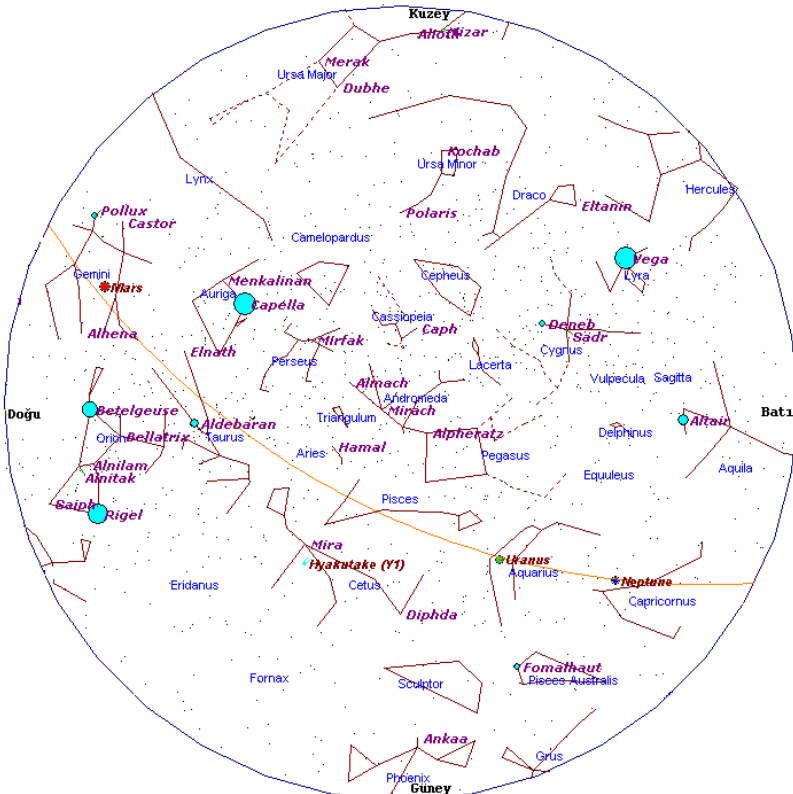 Kuzey
Alioth
Mizar
Merak
Ursa Major
Dubhe
Kochab
Ursa Minor
Lynx
Draco
Eltanin
Hercules
Pollux
Castor
Polaris
Camelopardus
Vega
Lyra
Gemini
Mars
Menkalinan
Auriga
Capella
Cepheus
Cassiopeia
Caph
Deneb
Sadr
Cygnus
Alhena
Elnath
Mirfak
Perseus
Lacerta
Vulpecula
Sagitta
Almach
Andromeda
Mirach
Doğu
Betelgeuse
Aldebaran
Triangulum
Batı
Altair
Orion
Bellatrix
Taurus
Alpheratz
Delphinus
Aries
Hamal
Pegasus
Alnilam
Alnitak
Equuleus
Aquila
Pisces
Saiph
Rigel
Mira
Hyakutake (Y1)
Uranus
Aquarius
Neptune
Eridanus
Cetus
Capricornus
Diphda
Fomalhaut
Pisces Australis
Fornax
Sculptor
Ankaa
Grus
Phoenix
Güney